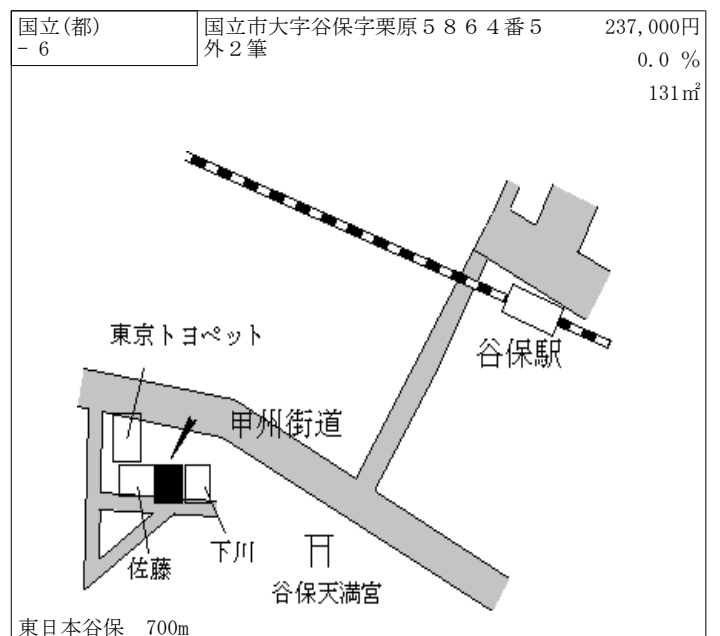 国立(都)
－６
国立市大字谷保字栗原５８６４番５
外２筆
237,000円
0.0 %
131㎡
東京トヨペット
谷保駅
甲州街道
下川
佐藤
谷保天満宮
東日本谷保　700m